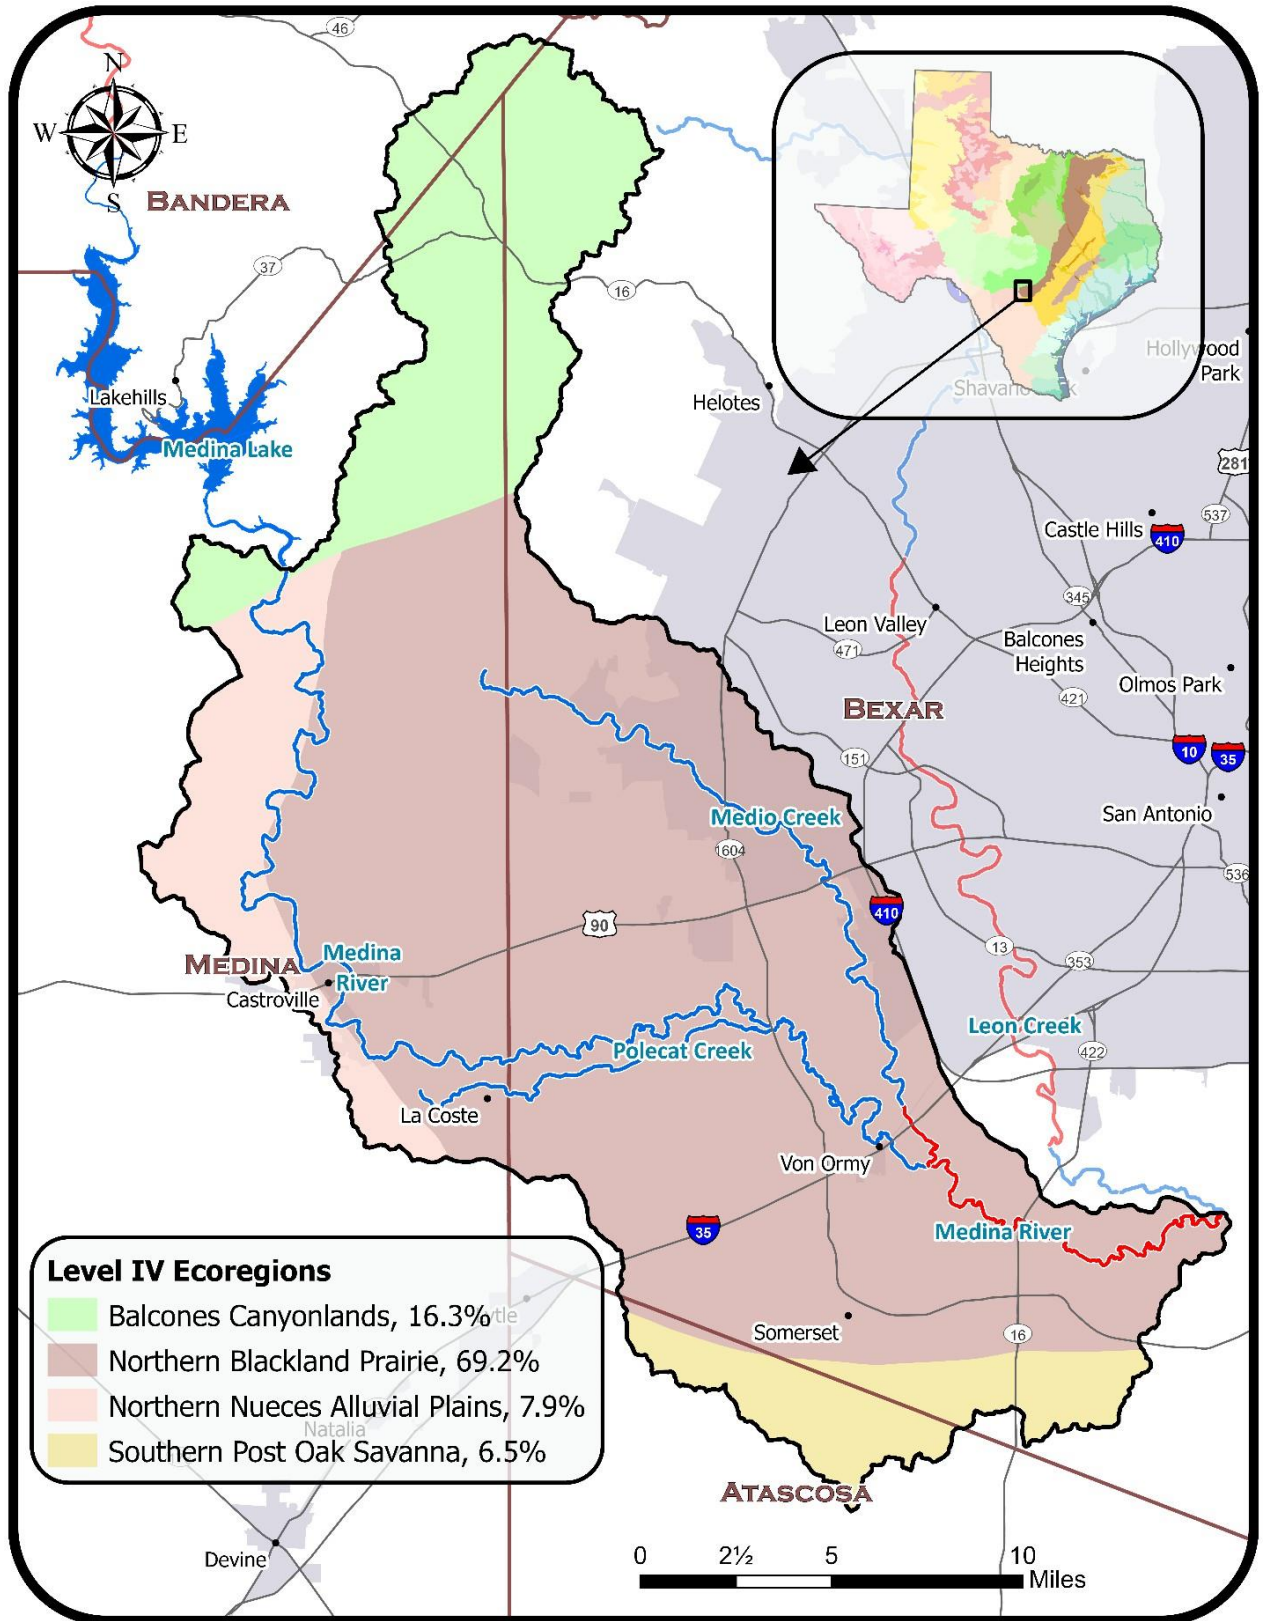 46
N
W
E
S
BANDERA
37
16
Lakehills
Medina Lake
Helotes
Hollywood
Park
281
Castle Hills
410
537
345
Leon Valley
471
Balcones
Heights
Olmos Park
421
BEXAR
10
35
151
San Antonio
Medio Creek
1604
536
410
90
13
353
MEDINA
Medina
River
Castroville
Leon Creek
422
Polecat Creek
La Coste
Von Ormy
35
Medina River
Somerset
16
Level IV Ecoregions
Balcones Canyonlands, 16.3%
Northern Blackland Prairie, 69.2%
Northern Nueces Alluvial Plains, 7.9%
Natalia
Southern Post Oak Savanna, 6.5%
ATASCOSA
Devine
0 2½ 5 10
Miles